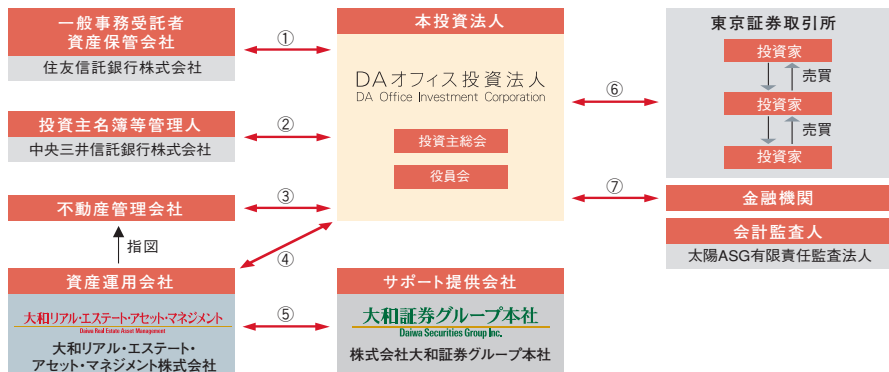 一般事務受託者
資産保管会社
住友信託銀行株式会社
①
投資主名簿等管理人
中央三井信託銀行株式会社
②
不動産管理会社
③
指図
④
資産運用会社
大和リアル・エステート・アセット・マネジメント
Daiwa Real Estate Asset Management
大和リアル・エステート・
アセット・マネジメント株式会社
⑤
本投資法人
DAオフィス投資法人
DA Office Investment Corporation
投資主総会
役員会
サポート提供会社
大和証券グループ本社
Daiwa Securities Group Inc.
株式会社大和証券グループ本社
⑥
⑦
東京証券取引所
投資家
売買
投資家
売買
投資家
金融機関
会計監査人
太陽ASG有限責任監査法人